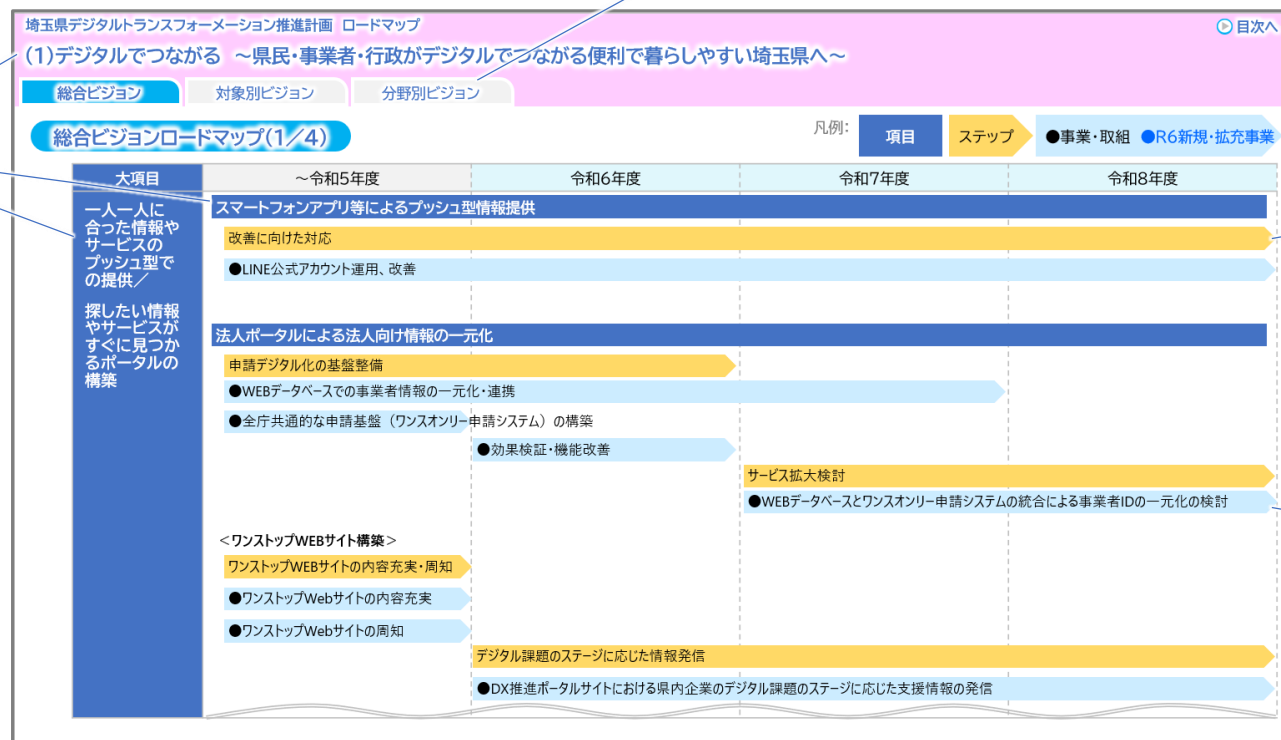 埼玉県デジタルトランスフォーメーション推進計画 ロードマップ
目次へ
(1)デジタルでつながる ～県民・事業者・行政がデジタルでつながる便利で暮らしやすい埼玉県へ～
総合ビジョン
対象別ビジョン
分野別ビジョン
総合ビジョンロードマップ(1/4)
凡例:
項目
ステップ
●事業・取組 ●R6新規・拡充事業
大項目
～令和5年度
令和6年度
令和7年度
令和8年度
一人一人に
合った情報や
サービスの
プッシュ型で
の提供/
探したい情報
やサービスが
すぐに見つか
るポータルの
構築
スマートフォンアプリ等によるプッシュ型情報提供
改善に向けた対応
●LINE公式アカウント運用、改善
法人ポータルによる法人向け情報の一元化
申請デジタル化の基盤整備
●WEBデータベースでの事業者情報の一元化・連携
●全庁共通的な申請基盤（ワンスオンリー申請システム）の構築
●効果検証・機能改善
サービス拡大検討
●WEBデータベースとワンスオンリー申請システムの統合による事業者IDの一元化の検討
＜ワンストップWEBサイト構築＞
ワンストップWEBサイトの内容充実・周知
●ワンストップWebサイトの内容充実
●ワンストップWebサイトの周知
デジタル課題のステージに応じた情報発信
●DX推進ポータルサイトにおける県内企業のデジタル課題のステージに応じた支援情報の発信